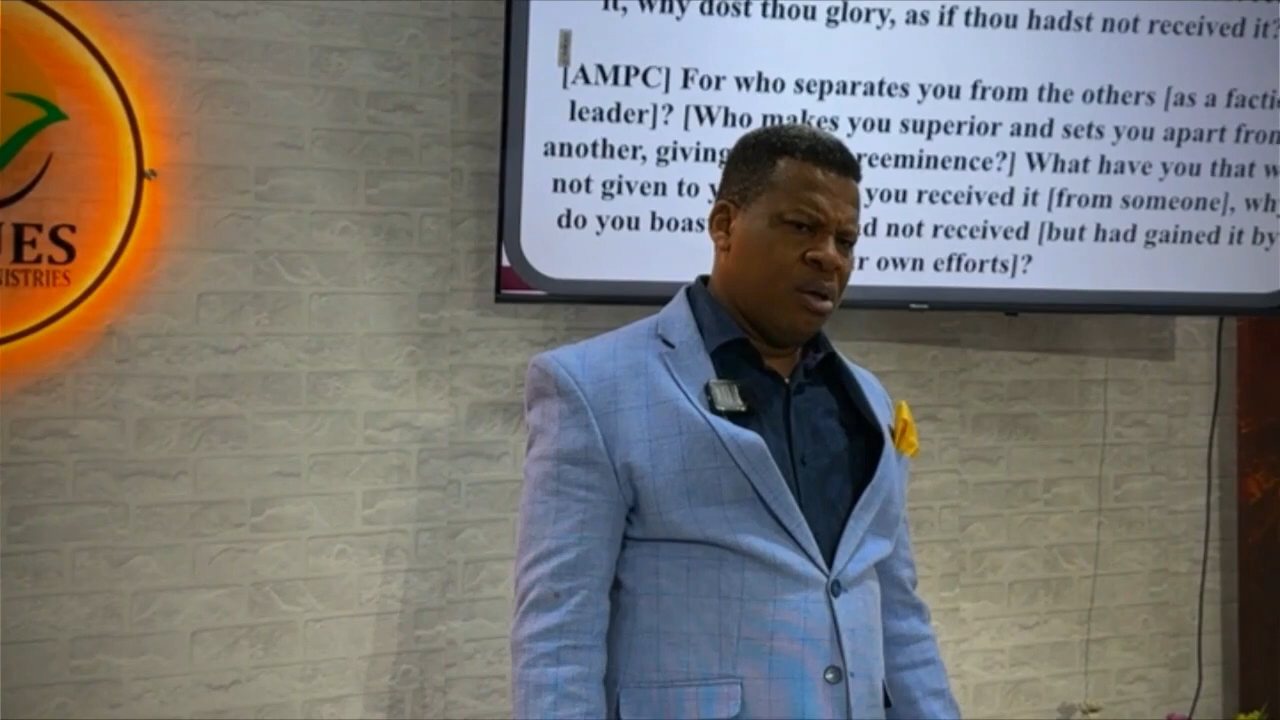 it, why dost thou glory, as if thou hadst not received it?
[AMPC] For who separates you from the others [as a
leader]? [Who makes you superior and sets you apart from
another, giving reeminence?] What have you that
not given to you received it [from someone],
do you boas d not received [but had gained it by
own efforts]?
UES
NISTRIES